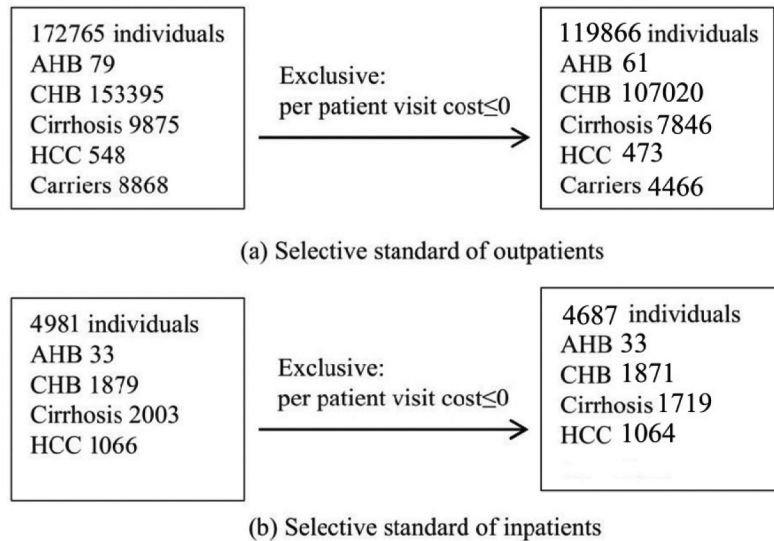 172765 individuals
AHB 79
CHB 153395
Cirrhosis 9875
HCC 548
Carriers 8868
Exclusive:
per patient visit cost≤0
119866 individuals
AHB 61
CHB 107020
Cirrhosis 7846
HCC 473
Carriers 4466
(a) Selective standard of outpatients
4981 individuals
AHB 33
CHB 1879
Cirrhosis 2003
HCC 1066
Exclusive:
per patient visit cost≤0
4687 individuals
AHB 33
CHB 1871
Cirrhosis 1719
HCC 1064
(b) Selective standard of inpatients